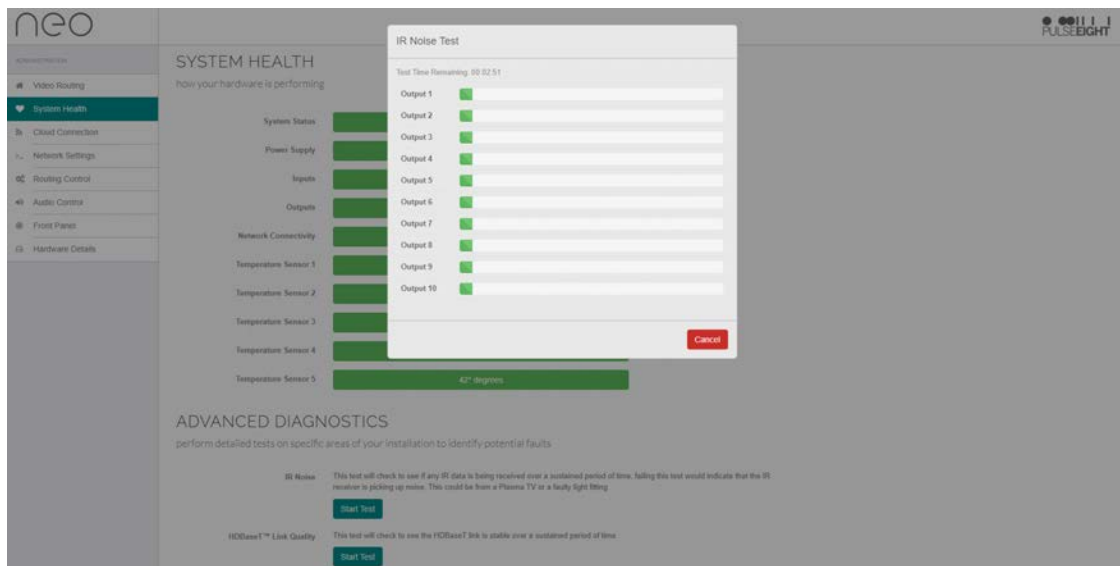 neo
PULSEEIGHT
ADMINISTRATION
Video Routing
System Health
Cloud Connection
Network Settings
Routing Control
Audio Control
Front Panel
Hardware Details
SYSTEM HEALTH
how your hardware is performing
System Status
Power Supply
Inputs
Outputs
Network Connectivity
Temperature Sensor 1
Temperature Sensor 2
Temperature Sensor 3
Temperature Sensor 4
Temperature Sensor 5
42° degrees
IR Noise Test
Test Time Remaining: 00:02:51
Output 1
Output 2
Output 3
Output 4
Output 5
Output 6
Output 7
Output 8
Output 9
Output 10
Cancel
ADVANCED DIAGNOSTICS
perform detailed tests on specific areas of your installation to identify potential faults
IR Noise
This test will check to see if any IR data is being received over a sustained period of time, failing this test would indicate that the IR
receiver is picking up noise. This could be from a Plasma TV or a faulty light fitting
Start Test
HDBaseT™ Link Quality
This test will check to see the HDBaseT link is stable over a sustained period of time
Start Test